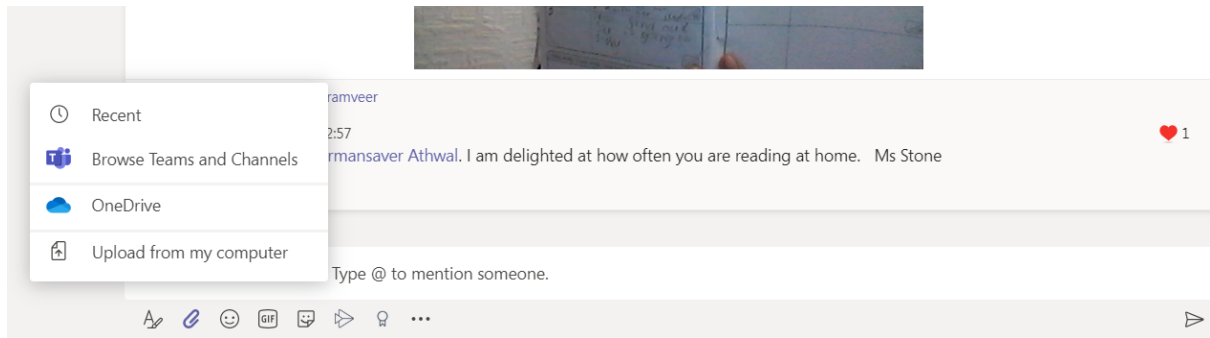 ramveer
2:57
1
Recent
rmansaver Athwal. I am delighted at how often you are reading at home. Ms Stone
Browse Teams and Channels
OneDrive
Upload from my computer
Type @ to mention someone.
GIF